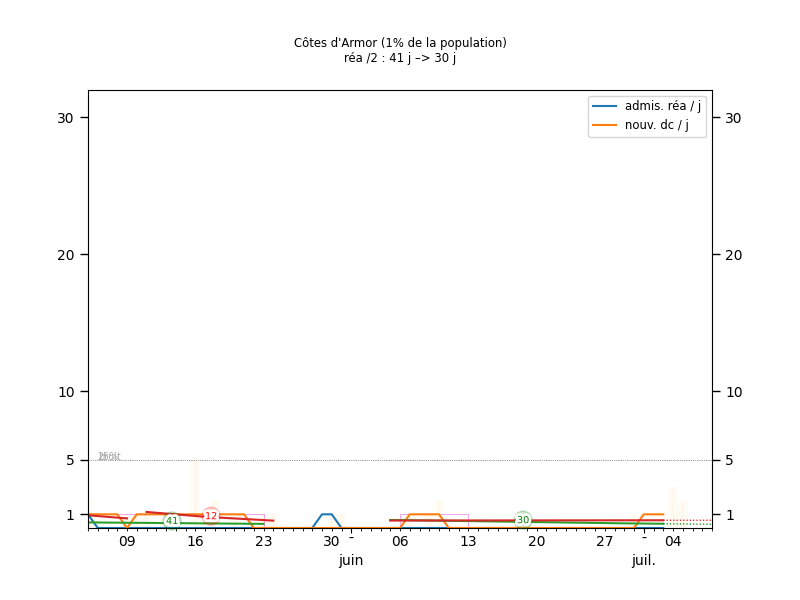 Côtes d'Armor (1% de la population)
réa /2 : 41 j –> 30 j
admis. réa / j
nouv. dc / j
30 30
20 20
10 10
5 5
1 1
41 12 30
09 16 23 30 - 06 13 20 27 - 04
juin juil.